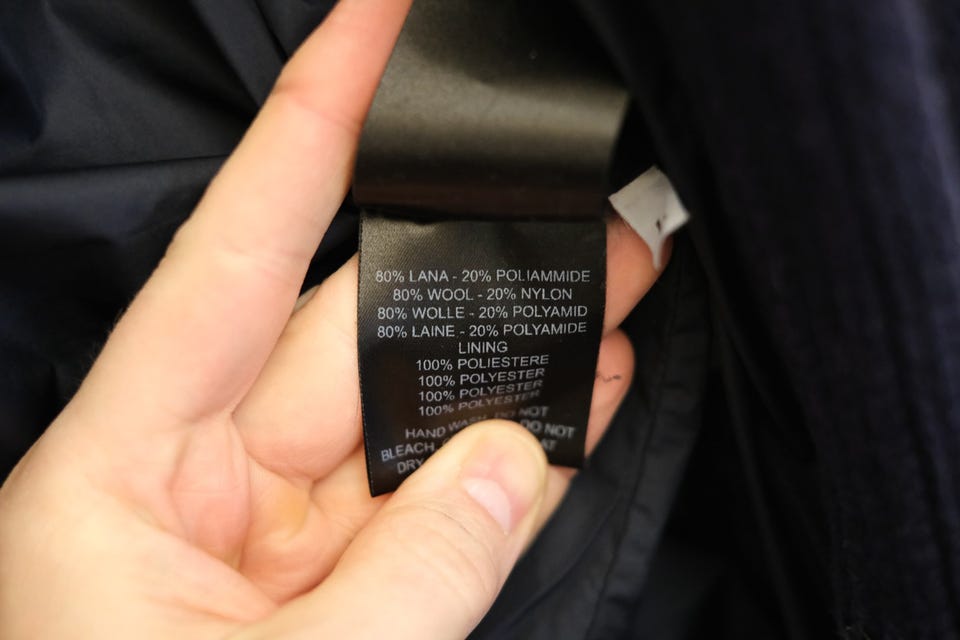 80% LANA - 20% POLIAMMIDE
80% WOOL - 20% NYLON
80% WOLLE - 20% POLYAMID
80% LAINE - 20% POLYAMIDE
LINING
100% POLIESTERE
100% POLYESTER
100% POLYESTER
100% POLYESTER
HAND WASH, DO NOT
BLEACH DO NOT
DRY